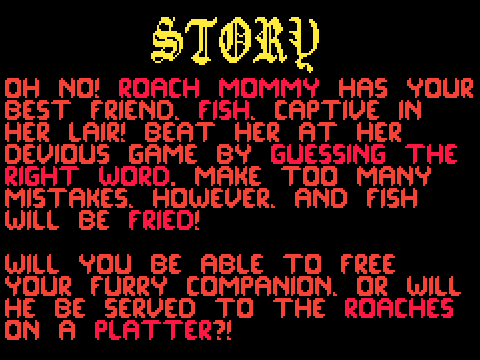 STORY
OH NO! ROACH MOMMY HAS YOUR
BEST FRIEND, FISH, CAPTIVE IN
HER LAIR! BEAT HER AT HER
DEVIOUS GAME BY GUESSING THE
RIGHT WORD. MAKE TOO MANY
MISTAKES, HOWEVER, AND FISH
WILL BE FRIED!
WILL YOU BE ABLE TO FREE
YOUR FURRY COMPANION, OR WILL
HE BE SERVED TO THE ROACHES
ON A PLATTER?!